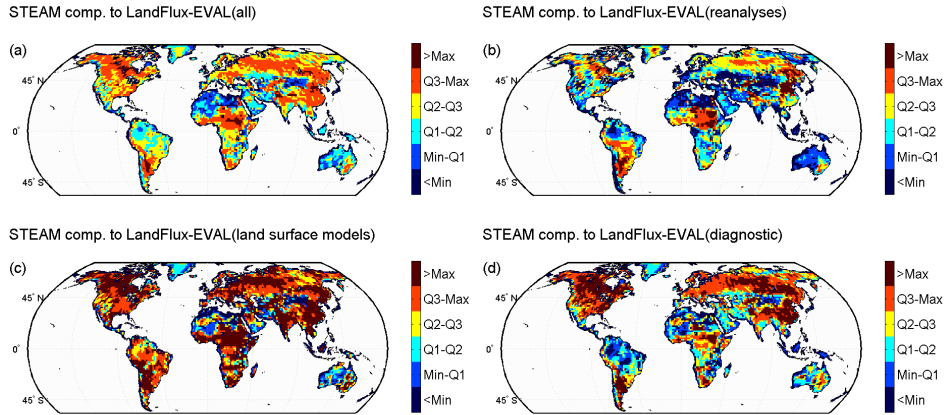 STEAM comp. to LandFlux-EVAL(all)
(a)
45° N
0°
45° S
>Max
Q3-Max
Q2-Q3
Q1-Q2
Min-Q1
<Min
STEAM comp. to LandFlux-EVAL(reanalyses)
(b)
45° N
0°
45° S
>Max
Q3-Max
Q2-Q3
Q1-Q2
Min-Q1
<Min
STEAM comp. to LandFlux-EVAL(land surface models)
(c)
45° N
0°
45° S
>Max
Q3-Max
Q2-Q3
Q1-Q2
Min-Q1
<Min
STEAM comp. to LandFlux-EVAL(diagnostic)
(d)
45° N
0°
45° S
>Max
Q3-Max
Q2-Q3
Q1-Q2
Min-Q1
<Min